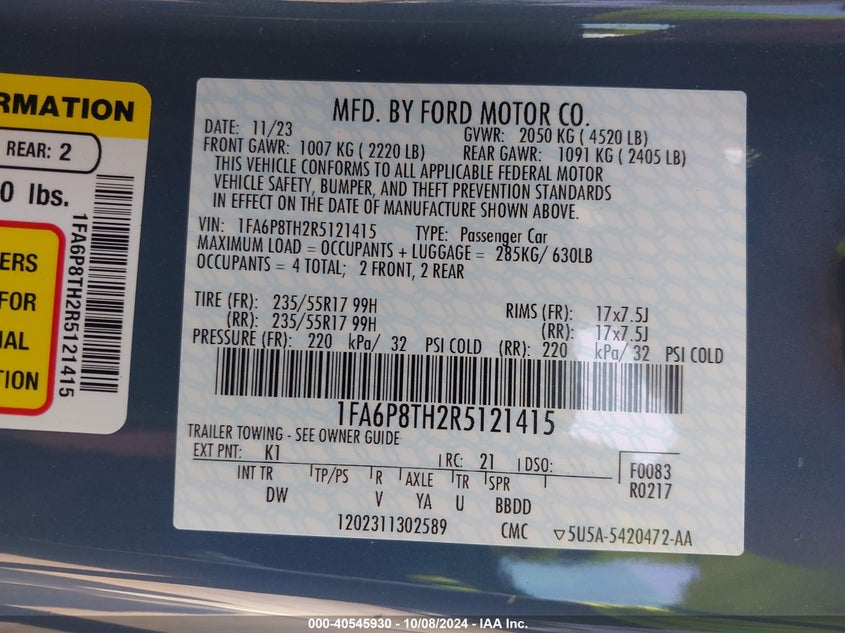 RMATION
REAR: 2
0 lbs.
ERS
FOR
AL
TION
1FA6P8TH2R5121415
MFD. BY FORD MOTOR CO.
DATE: 11/23 GVWR: 2050 KG ( 4520 LB)
FRONT GAWR: 1007 KG ( 2220 LB) REAR GAWR: 1091 KG ( 2405 LB)
THIS VEHICLE CONFORMS TO ALL APPLICABLE FEDERAL MOTOR
VEHICLE SAFETY, BUMPER, AND THEFT PREVENTION STANDARDS
IN EFFECT ON THE DATE OF MANUFACTURE SHOWN ABOVE.
VIN: 1FA6P8TH2R5121415 TYPE: Passenger Car
MAXIMUM LOAD = OCCUPANTS + LUGGAGE = 285KG/ 630LB
OCCUPANTS = 4 TOTAL; 2 FRONT, 2 REAR
TIRE (FR): 235/55R17 99H RIMS (FR): 17x7.5J
(RR): 235/55R17 99H (RR): 17x7.5J
PRESSURE (FR): 220 kPa/ 32 PSI COLD (RR): 220 kPa/ 32 PSI COLD
1FA6P8TH2R5121415
TRAILER TOWING - SEE OWNER GUIDE
EXT PNT: K1 RC: 21 DSO: F0083
INT TR TP/PS R AXLE TR SPR R0217
DW V YA U BBDD
1202311302589 CMC ▽5U5A-5420472-AA
000-40545930 - 10/08/2024 - IAA Inc.